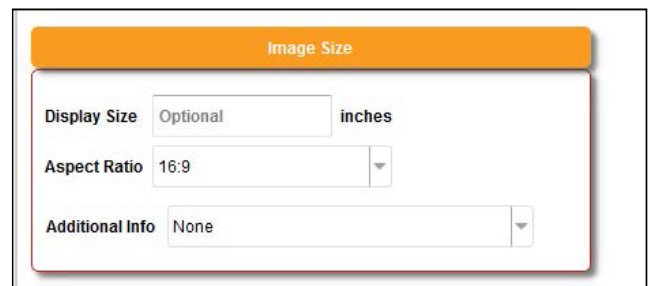 Image Size
Display Size Optional inches
Aspect Ratio 16:9
Additional Info None